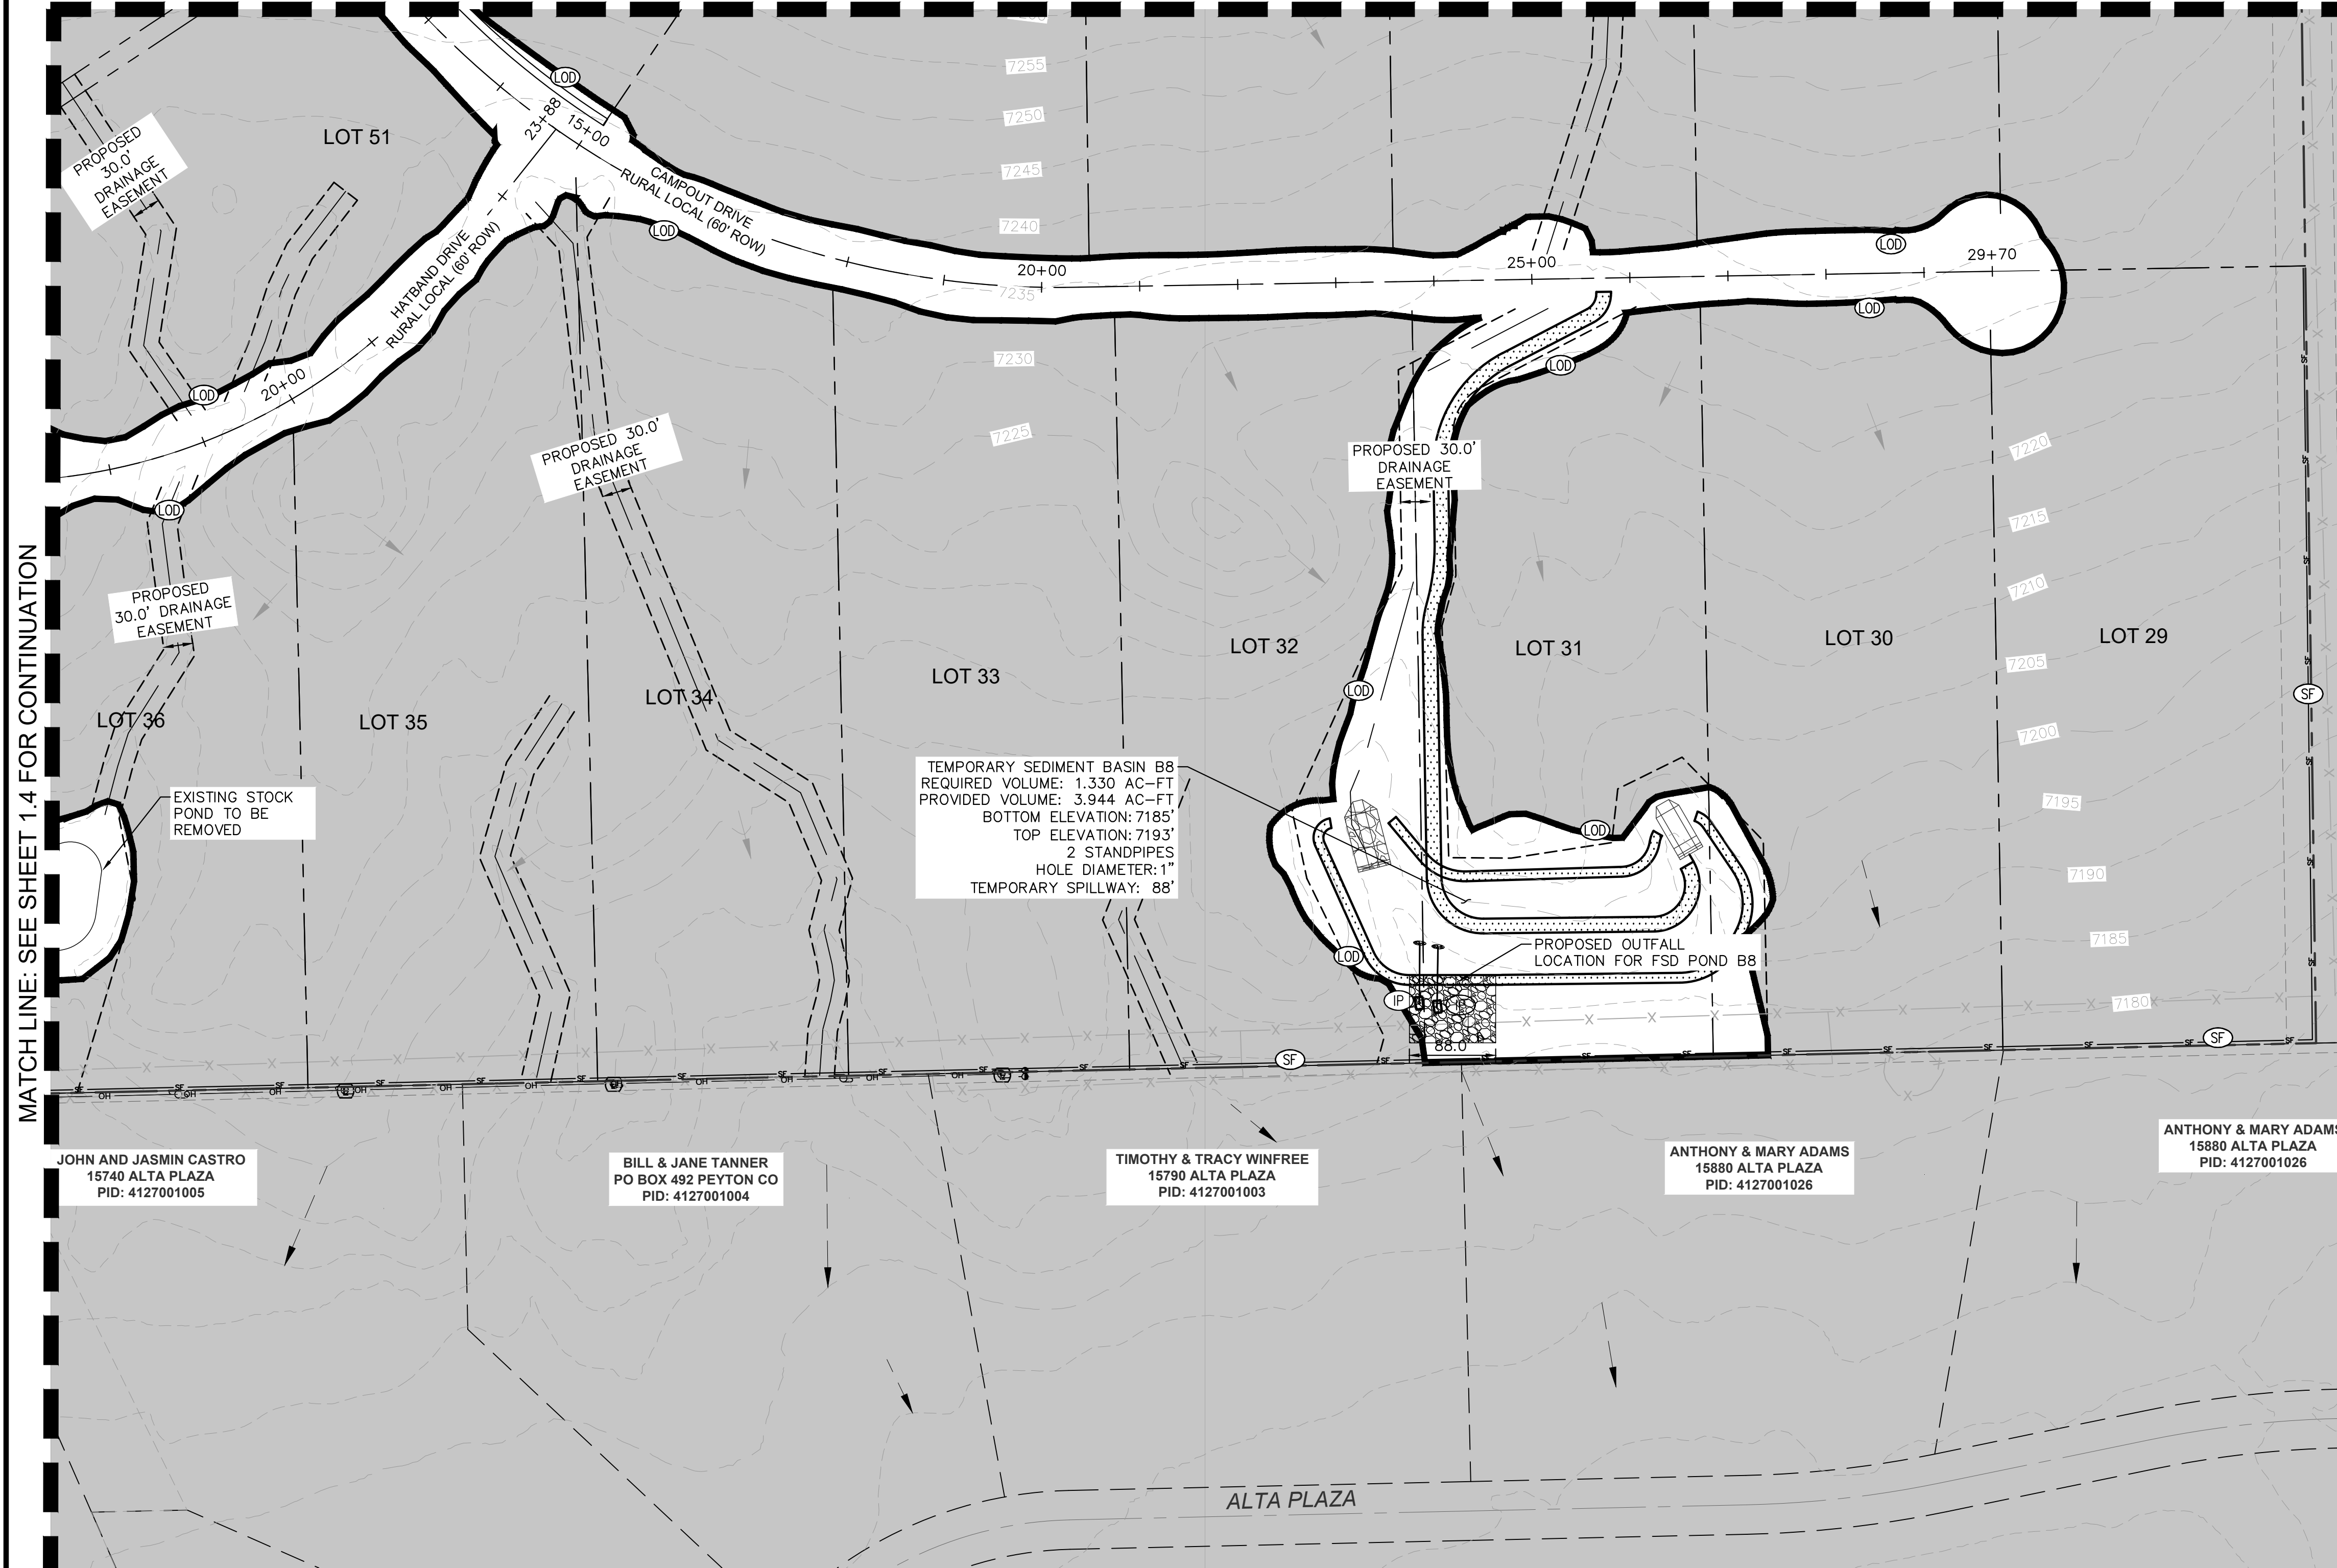 LOD
7255
7250
7245
7240
7235
7230
7225
LOT 51
23+88
15+00
PROPOSED
30.0'
DRAINAGE
EASEMENT
CAMPOUT DRIVE
RURAL LOCAL (60' ROW)
HATBAND DRIVE
RURAL LOCAL (60' ROW)
LOD
LOD
20+00
20+00
25+00
29+70
LOD
LOD
LOD
LOD
PROPOSED 30.0'
DRAINAGE
EASEMENT
PROPOSED 30.0'
DRAINAGE
EASEMENT
PROPOSED
30.0' DRAINAGE
EASEMENT
7220
7215
7210
7205
7200
7195
7190
7185
7180
LOT 36
LOT 35
LOT 34
LOT 33
LOT 32
LOT 31
LOT 30
LOT 29
LOD
SF
MATCH LINE: SEE SHEET 1.4 FOR CONTINUATION
EXISTING STOCK
POND TO BE
REMOVED
TEMPORARY SEDIMENT BASIN B8
REQUIRED VOLUME: 1.330 AC-FT
PROVIDED VOLUME: 3.944 AC-FT
BOTTOM ELEVATION:7185'
TOP ELEVATION:7193'
2 STANDPIPES
HOLE DIAMETER:1"
TEMPORARY SPILLWAY: 88'
LOD
LOD
PROPOSED OUTFALL
LOCATION FOR FSD POND B8
IP
IP
88.0'
SF
SF
JOHN AND JASMIN CASTRO
15740 ALTA PLAZA
PID: 4127001005
BILL & JANE TANNER
PO BOX 492 PEYTON CO
PID: 4127001004
TIMOTHY & TRACY WINFREE
15790 ALTA PLAZA
PID: 4127001003
ANTHONY & MARY ADAMS
15880 ALTA PLAZA
PID: 4127001026
ANTHONY & MARY ADAMS
15880 ALTA PLAZA
PID: 4127001026
ALTA PLAZA